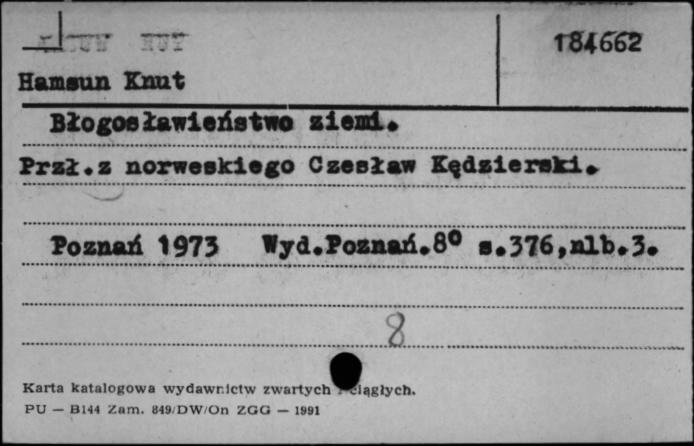 184662
Hamsun Knut
Błogosławieństwo ziemi.
Przł.z norweskiego Czesław Kędzierski.
Poznań 1973 Wyd.Poznań.8° s.376,nlb.3.
8
Karta katalogowa wydawnictw zwartych ciągłych.
PU — B144 Zam. 849/DW/On ZGG — 1991